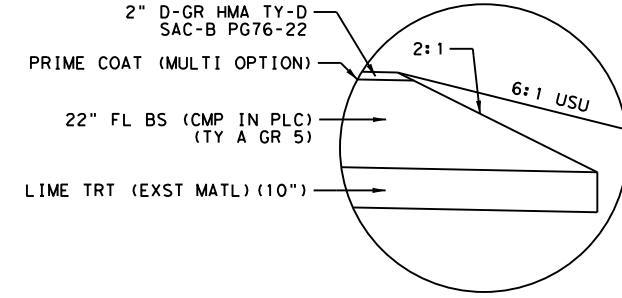 2" D-GR HMA TY-D
SAC-B PG76-22
PRIME COAT (MULTI OPTION)
22" FL BS (CMP IN PLC)
(TY A GR 5)
LIME TRT (EXST MATL)(10")
2:1
6:1 USU